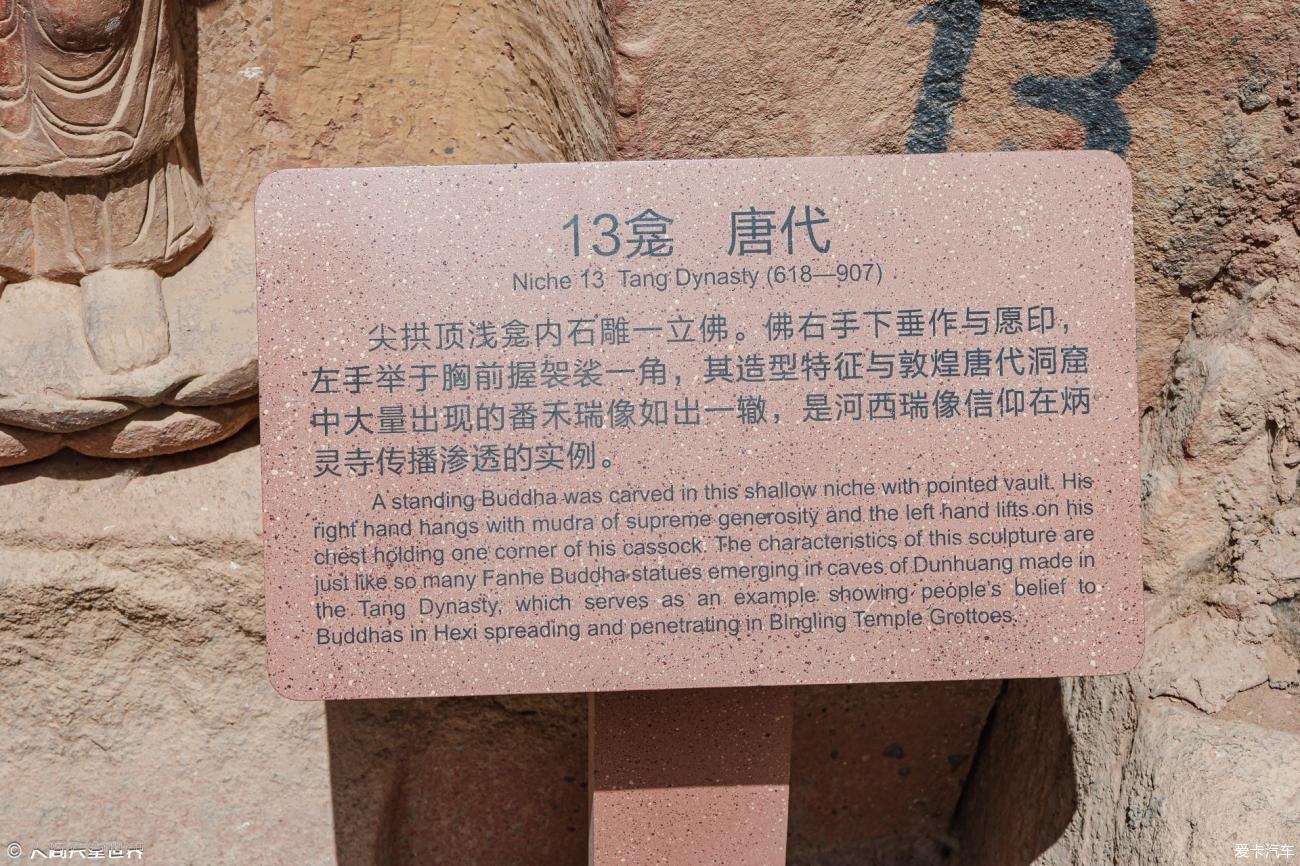 13
13龛 唐代
Niche 13 Tang Dynasty (618—907)
尖拱顶浅龛内石雕一立佛。佛右手下垂作与愿印，
左手举于胸前握袈裟一角，其造型特征与敦煌唐代洞窟
中大量出现的番禾瑞像如出一辙，是河西瑞像信仰在炳
灵寺传播渗透的实例。
A standing Buddha was carved in this shallow niche with pointed vault. His
right hand hangs with mudra of supreme generosity and the left hand lifts on his
chest holding one corner of his cassock. The characteristics of this sculpture are
just like so many Fanhe Buddha statues emerging in caves of Dunhuang made in
the Tang Dynasty, which serves as an example showing people's belief to
Buddhas in Hexi spreading and penetrating in BIngling Temple Grottoes.
爱卡汽车